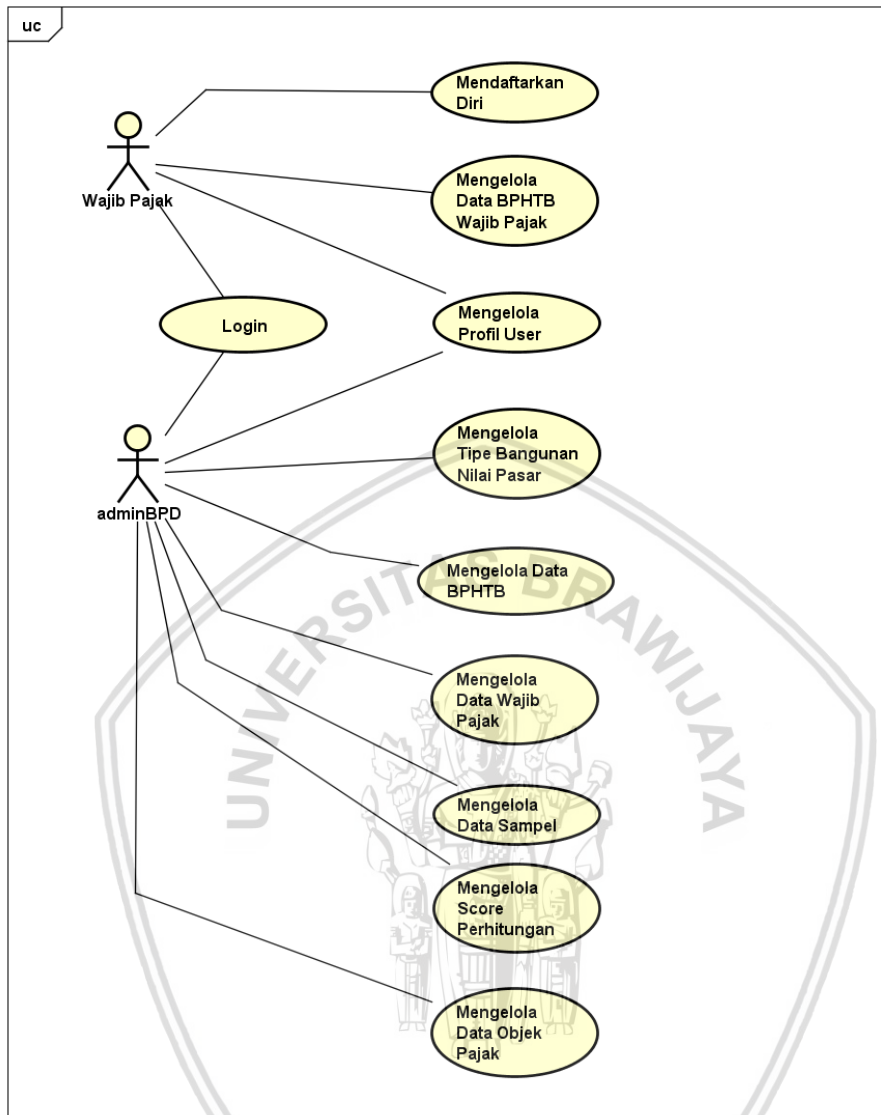 uc
Mendaftarkan
Diri
Wajib Pajak
Mengelola
Data BPHTB
Wajib Pajak
Login
Mengelola
Profil User
adminBPD
Mengelola
Tipe Bangunan
Nilai Pasar
Mengelola Data
BPHTB
Mengelola
Data Wajib
Pajak
Mengelola
Data Sampel
Mengelola
Score
Perhitungan
Mengelola
Data Objek
Pajak
UNIVERSITAS BRAWIJAYA